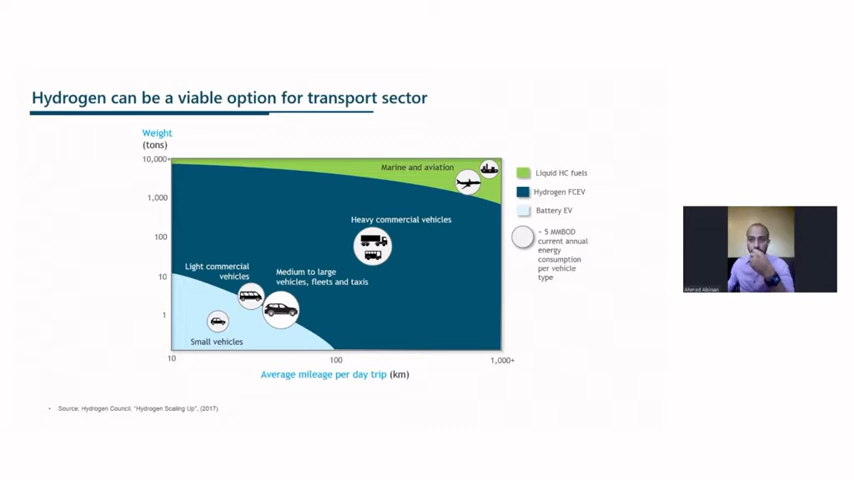 Hydrogen can be a viable option for transport sector
Weight
(tons)
10,000+
1,000
100
10
1
Marine and aviation
Heavy commercial vehicles
Light commercial
vehicles
Medium to large
vehicles, fleets and taxis
Small vehicles
10
100
1,000+
Average mileage per day trip (km)
Liquid HC fuels
Hydrogen FCEV
Battery EV
~ 5 MMBOD
current annual
energy
consumption
per vehicle
type
• Source: Hydrogen Council, "Hydrogen Scaling Up", (2017)